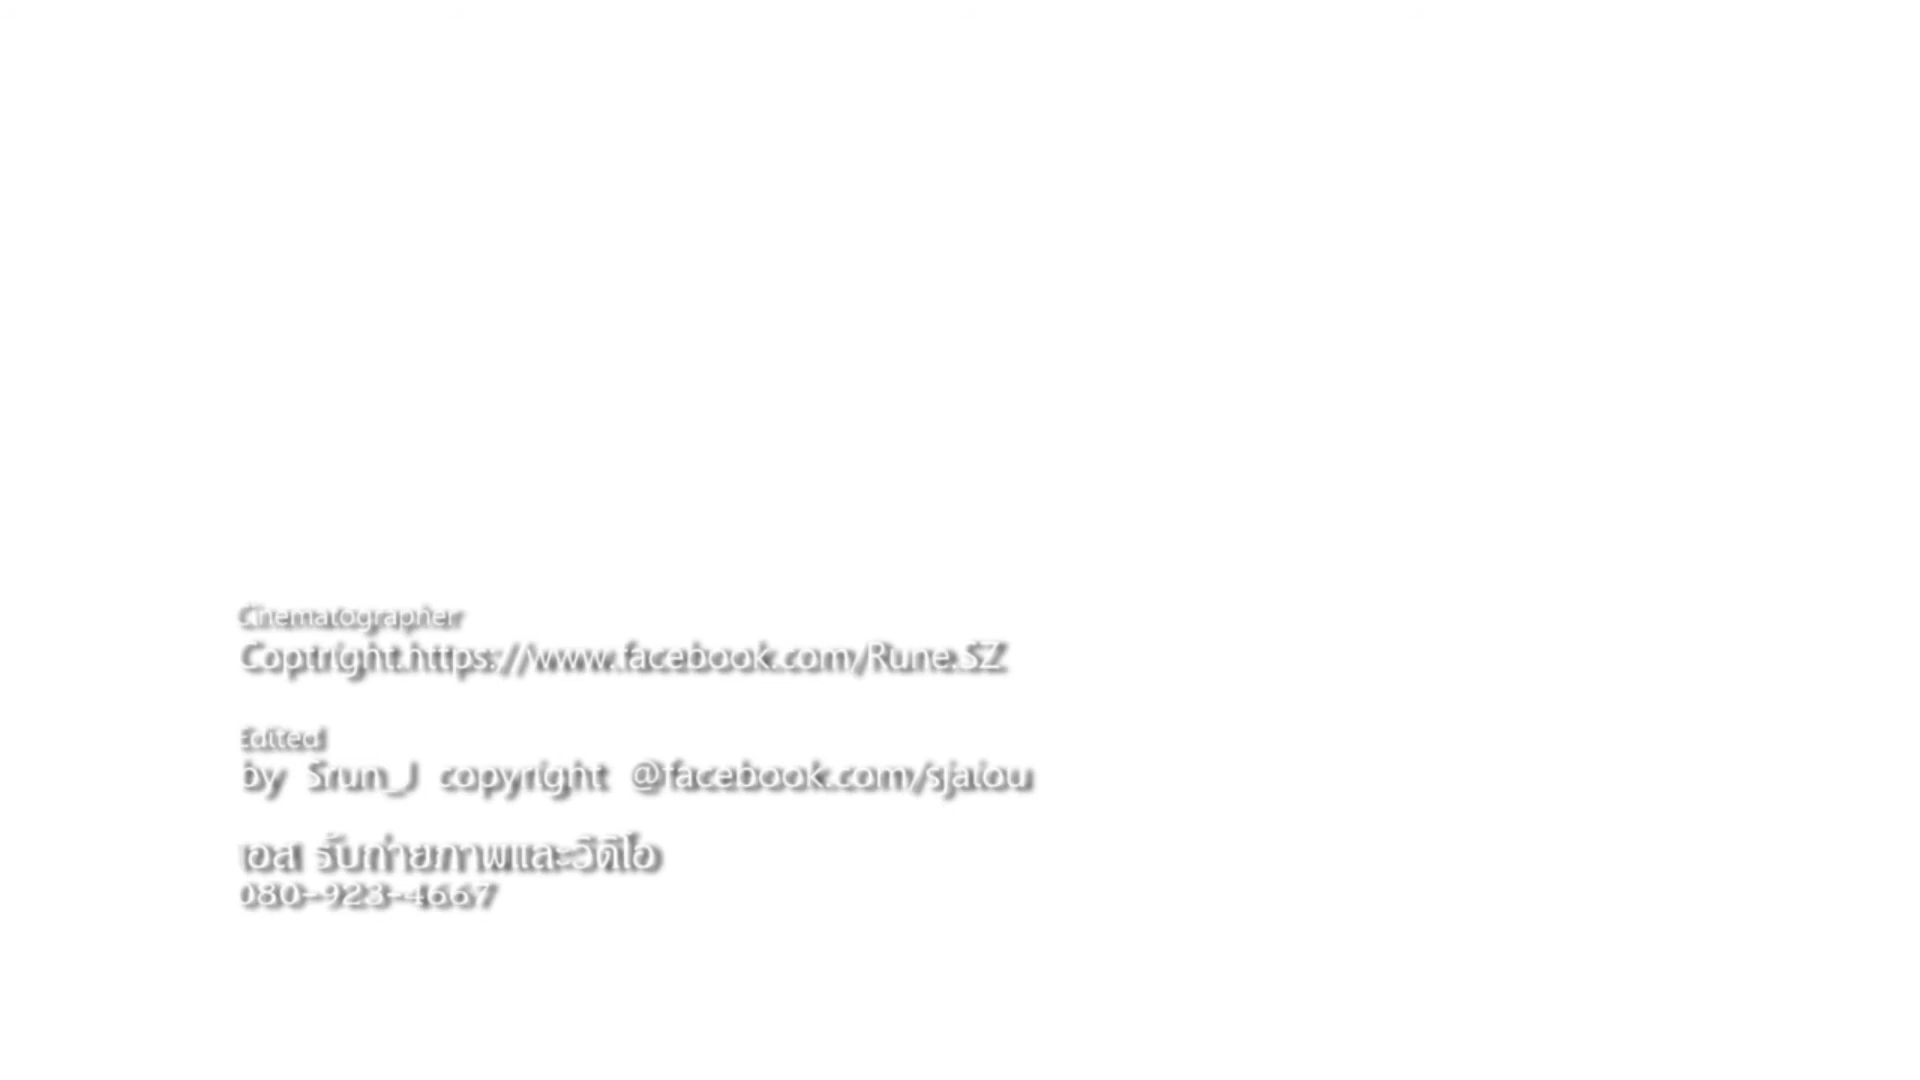 Cinematographer
Coptright.https://www.facebook.com/Rune.SZ
Edited
by Srun_J copyright @facebook.com/sjaiou
เอส รับถ่ายภาพและวีดีโอ
080-923-4667